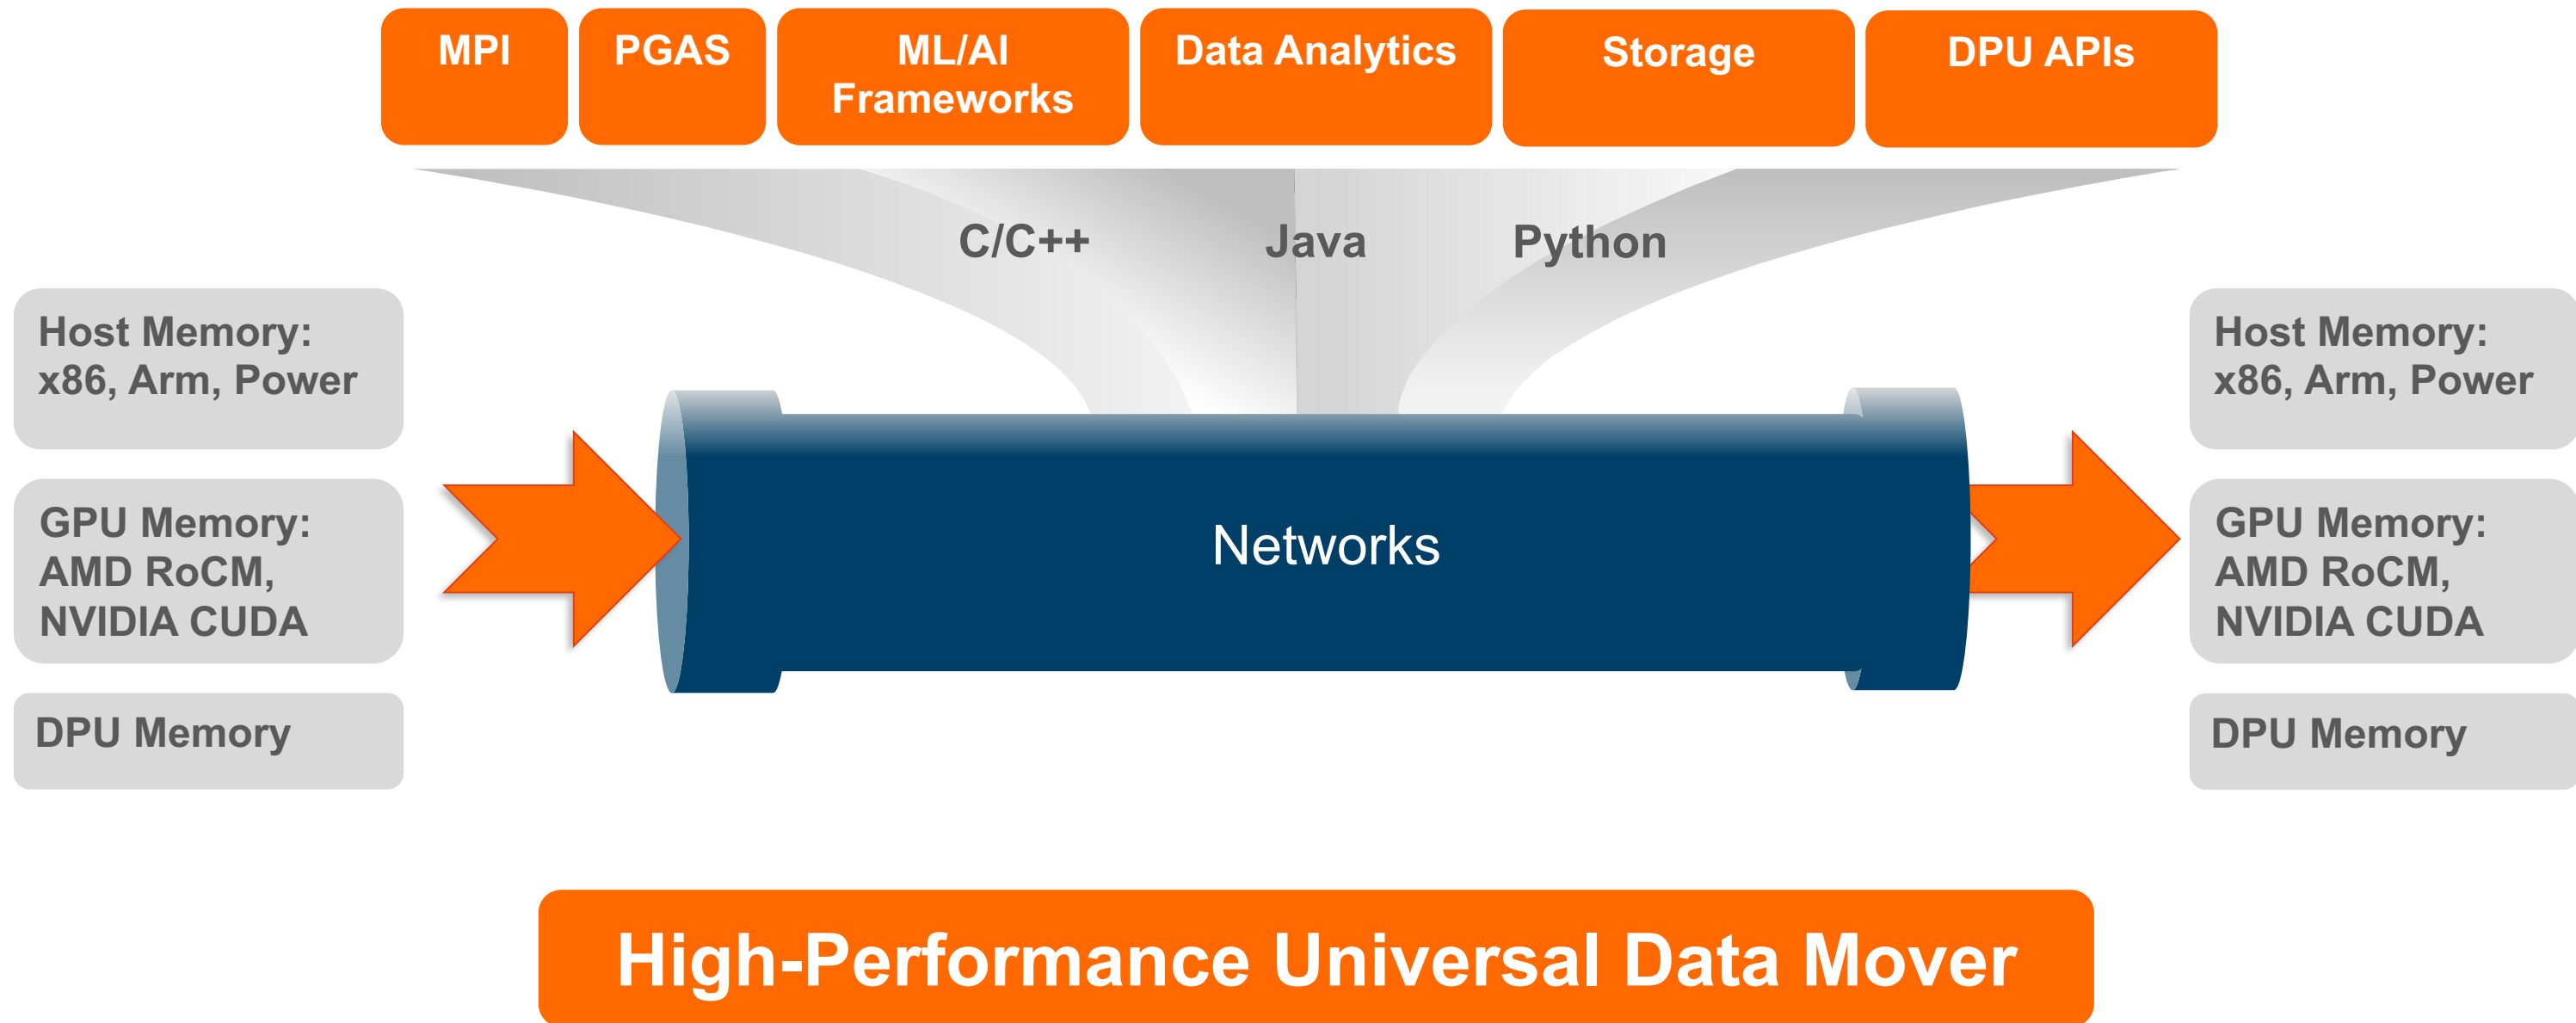 MPI
PGAS
ML/AI
Frameworks
Data Analytics
Storage
DPU APIs
C/C++
Java
Python
Host Memory:
x86, Arm, Power
GPU Memory:
AMD RoCM,
NVIDIA CUDA
DPU Memory
Networks
Host Memory:
x86, Arm, Power
GPU Memory:
AMD RoCM,
NVIDIA CUDA
DPU Memory
High-Performance Universal Data Mover